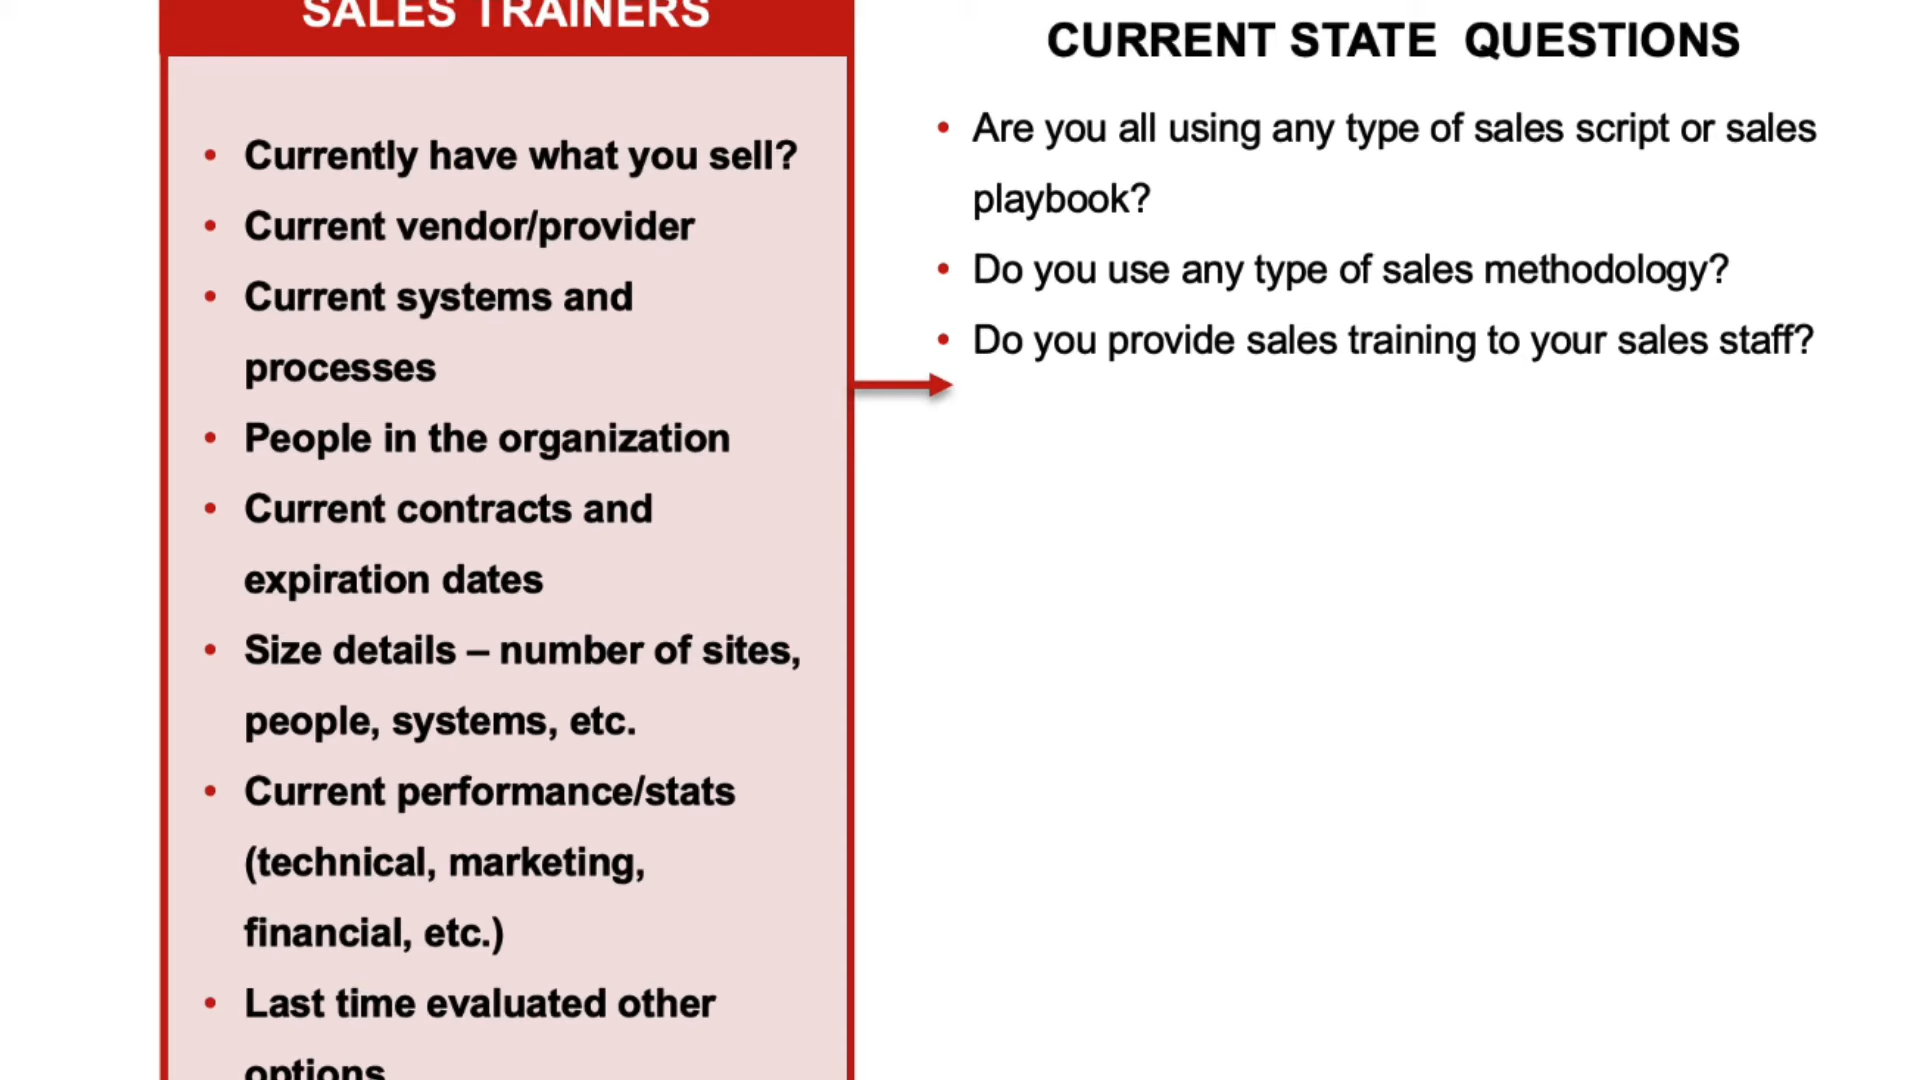 SALES TRAINERS
• Currently have what you sell?
• Current vendor/provider
• Current systems and
processes
• People in the organization
• Current contracts and
expiration dates
• Size details – number of sites,
people, systems, etc.
• Current performance/stats
(technical, marketing,
financial, etc.)
• Last time evaluated other
options
CURRENT STATE  QUESTIONS
• Are you all using any type of sales script or sales
playbook?
• Do you use any type of sales methodology?
• Do you provide sales training to your sales staff?